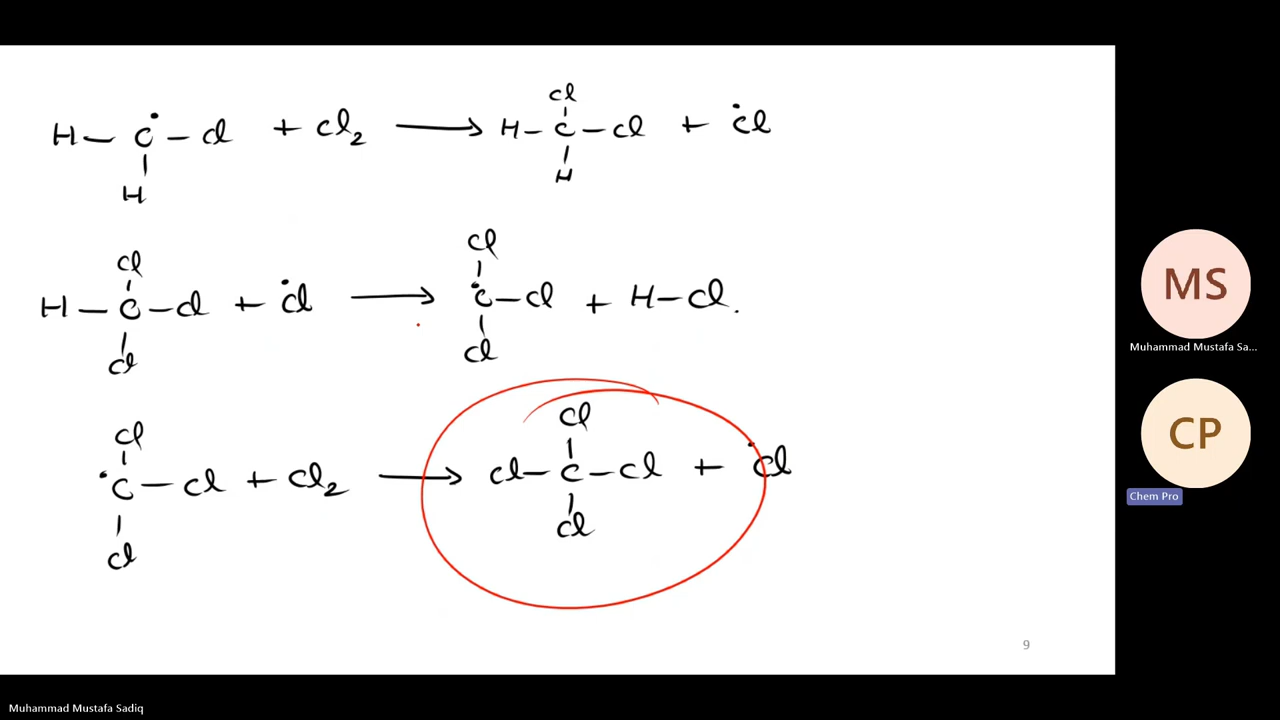 Cl
H – C• – Cl + Cl₂ ⟶ H – C – Cl + •Cl
H H
Cl Cl
H – C – Cl + •Cl ⟶ •C – Cl + H – Cl.
Cl Cl
Cl Cl
•C – Cl + Cl₂ ⟶ Cl – C – Cl + •Cl
Cl Cl
9
MS
Muhammad Mustafa Sa...
CP
Chem Pro
Muhammad Mustafa Sadiq